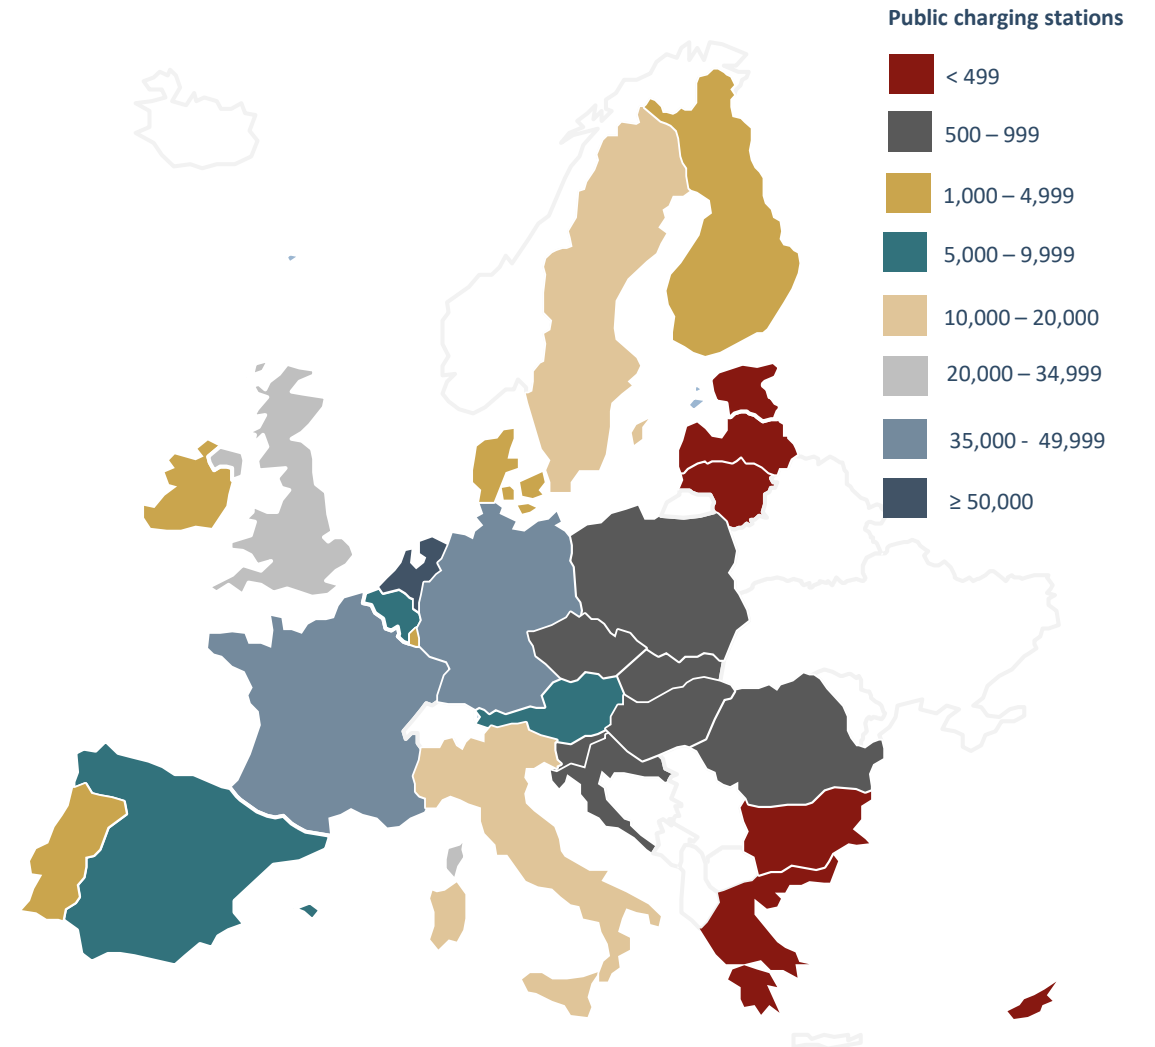 Public charging stations
< 499
500 – 999
1,000 – 4,999
5,000 – 9,999
10,000 – 20,000
20,000 – 34,999
35,000 - 49,999
≥ 50,000